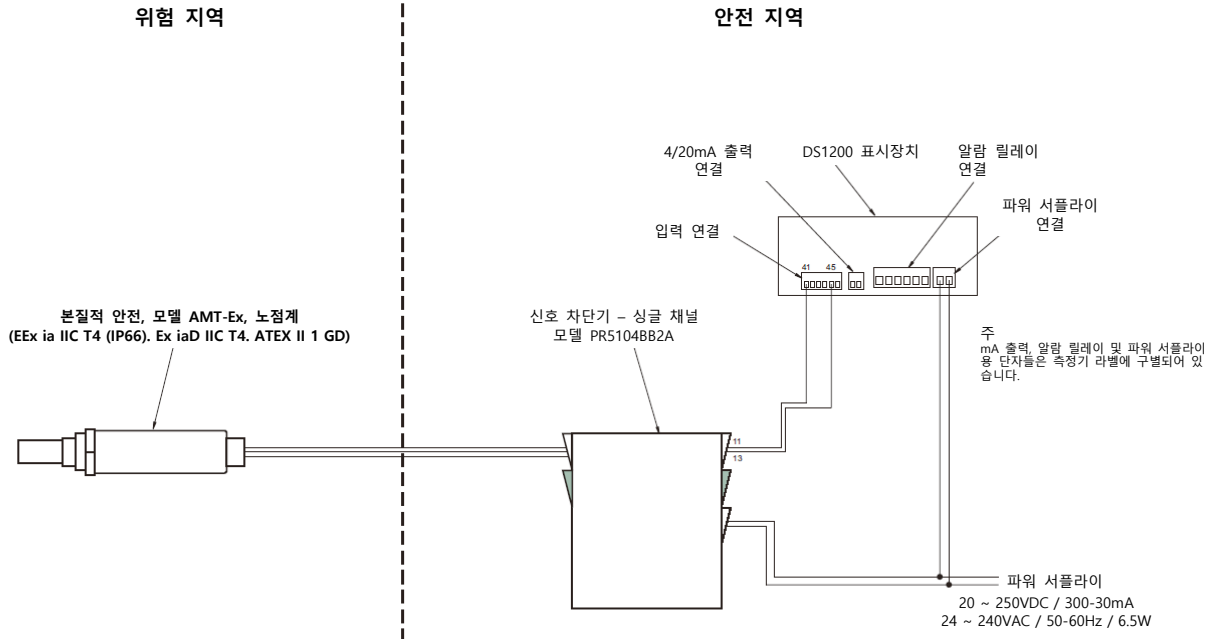 위험 지역
안전 지역
4/20mA 출력
연결
DS1200 표시장치
알람 릴레이
연결
파워 서플라이
연결
입력 연결
41
45
본질적 안전, 모델 AMT-Ex, 노점계
(EEx ia IIC T4 (IP66). Ex iaD IIC T4. ATEX II 1 GD)
신호 차단기 – 싱글 채널
모델 PR5104BB2A
주
mA 출력, 알람 릴레이 및 파워 서플라이
용 단자들은 측정기 라벨에 구별되어 있
습니다.
11
13
파워 서플라이
20 ~ 250VDC / 300-30mA
24 ~ 240VAC / 50-60Hz / 6.5W